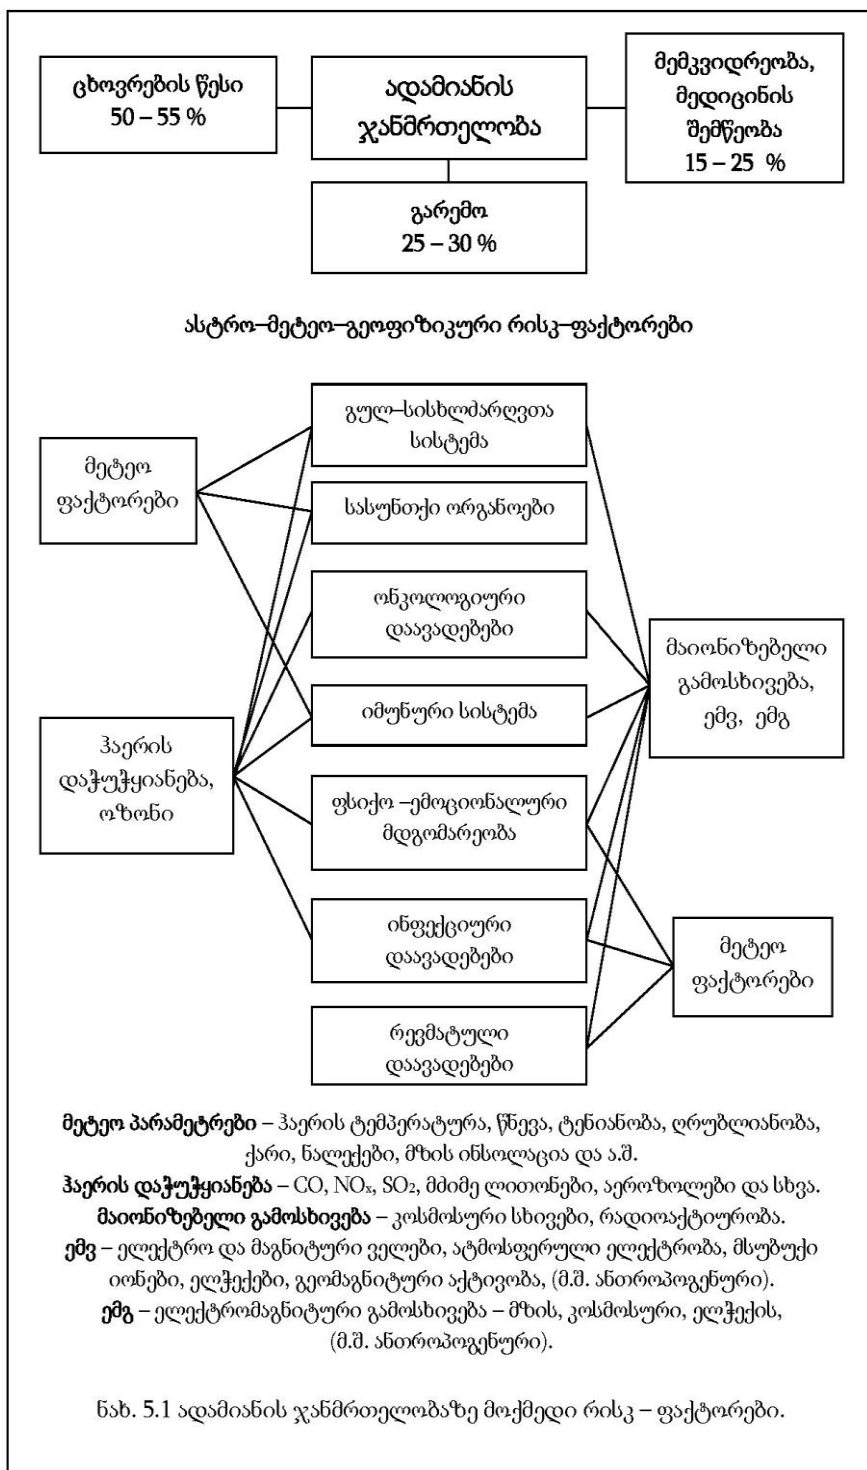 ცხოვრების წესი
50 – 55 %
ადამიანის
ჯანმრთელობა
მემკვიდრეობა,
მედიცინის
შემწეობა
15 – 25 %
გარემო
25 – 30 %
ასტრო–მეტეო–გეოფიზიკური რისკ–ფაქტორები
მეტეო
ფაქტორები
ჰაერის
დაჭუჭყიანება,
ოზონი
გულ–სისხლძარღვთა
სისტემა
სასუნთქი ორგანოები
ონკოლოგიური
დაავადებები
იმუნური სისტემა
ფსიქო –ემოციონალური
მდგომარეობა
ინფექციური
დაავადებები
რევმატული
დაავადებები
მაიონიზებელი
გამოსხივება,
ემვ, ემგ
მეტეო
ფაქტორები
მეტეო პარამეტრები – ჰაერის ტემპერატურა, წნევა, ტენიანობა, ღრუბლიანობა,
ქარი, ნალექები, მზის ინსოლაცია და ა.შ.
ჰაერის დაჭუჭყიანება – CO, NOₓ, SO₂, მძიმე ლითონები, აეროზოლები და სხვა.
მაიონიზებელი გამოსხივება – კოსმოსური სხივები, რადიოაქტიურობა.
ემვ – ელექტრო და მაგნიტური ველები, ატმოსფერული ელექტრობა, მსუბუქი
იონები, ელჭექები, გეომაგნიტური აქტივობა, (მ.შ. ანთროპოგენური).
ემგ – ელექტრომაგნიტური გამოსხივება – მზის, კოსმოსური, ელჭექის,
(მ.შ. ანთროპოგენური).
ნახ. 5.1 ადამიანის ჯანმრთელობაზე მოქმედი რისკ – ფაქტორები.